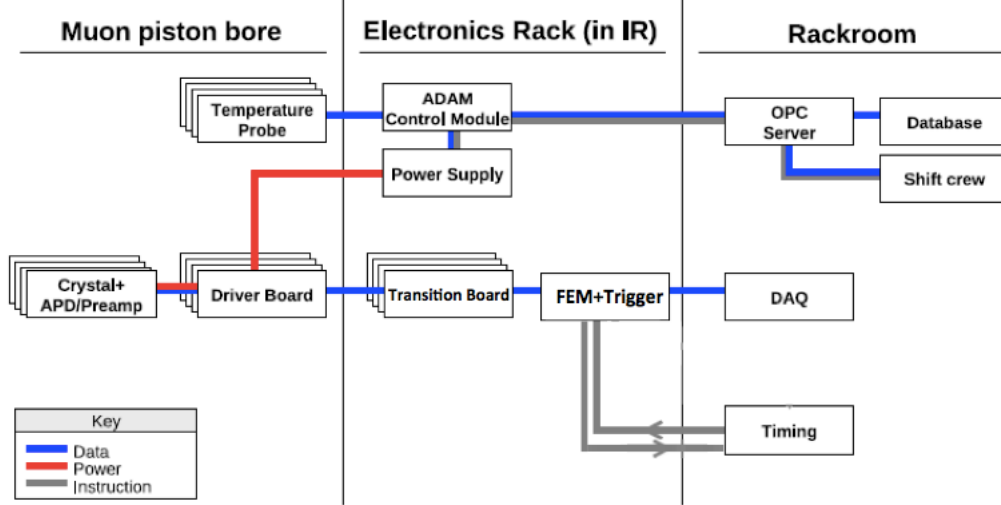 Muon piston bore
Electronics Rack (in IR)
Rackroom
Temperature
Probe
ADAM
Control Module
OPC
Server
Database
Power Supply
Shift crew
Crystal+
APD/Preamp
Driver Board
Transition Board
FEM+Trigger
DAQ
Timing
Key
Data
Power
Instruction